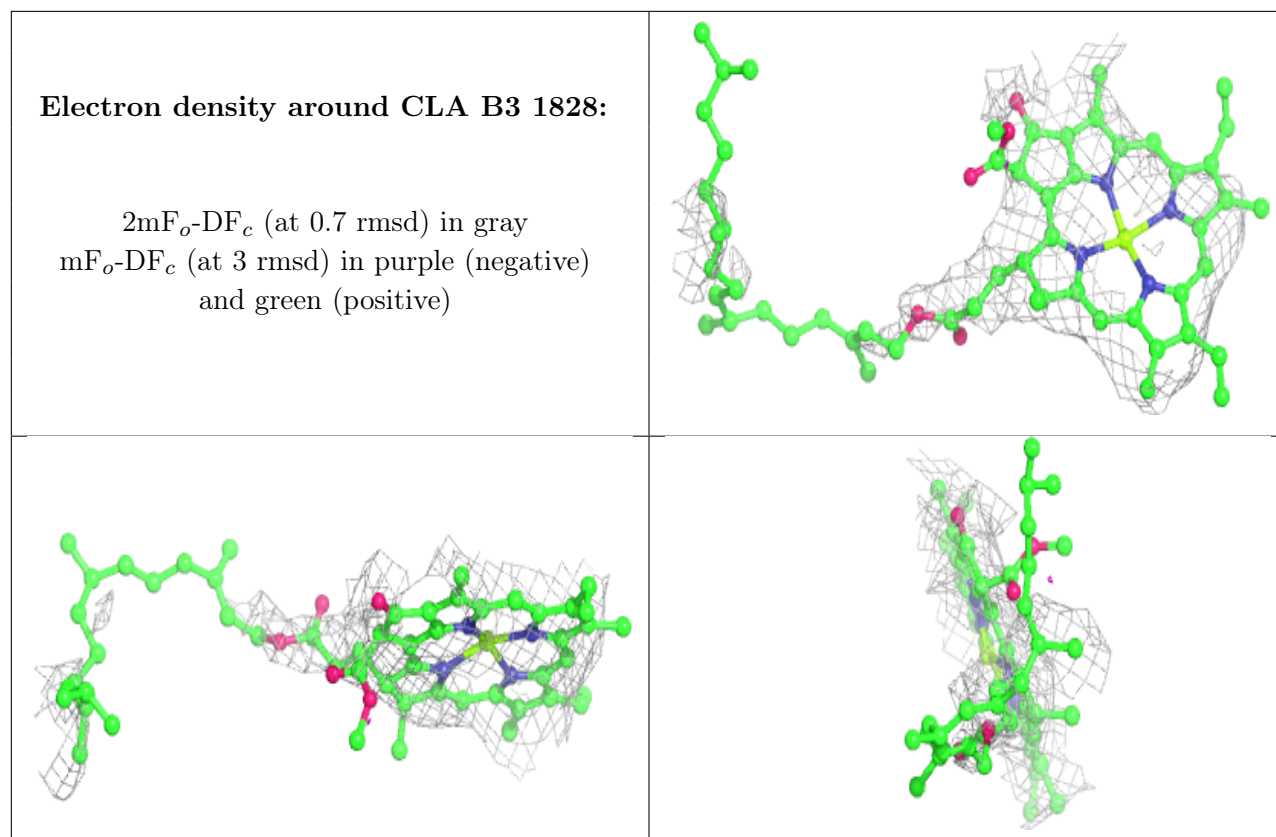 Electron density around CLA B3 1828:
2mFo-DFc (at 0.7 rmsd) in gray
mFo-DFc (at 3 rmsd) in purple (negative)
and green (positive)